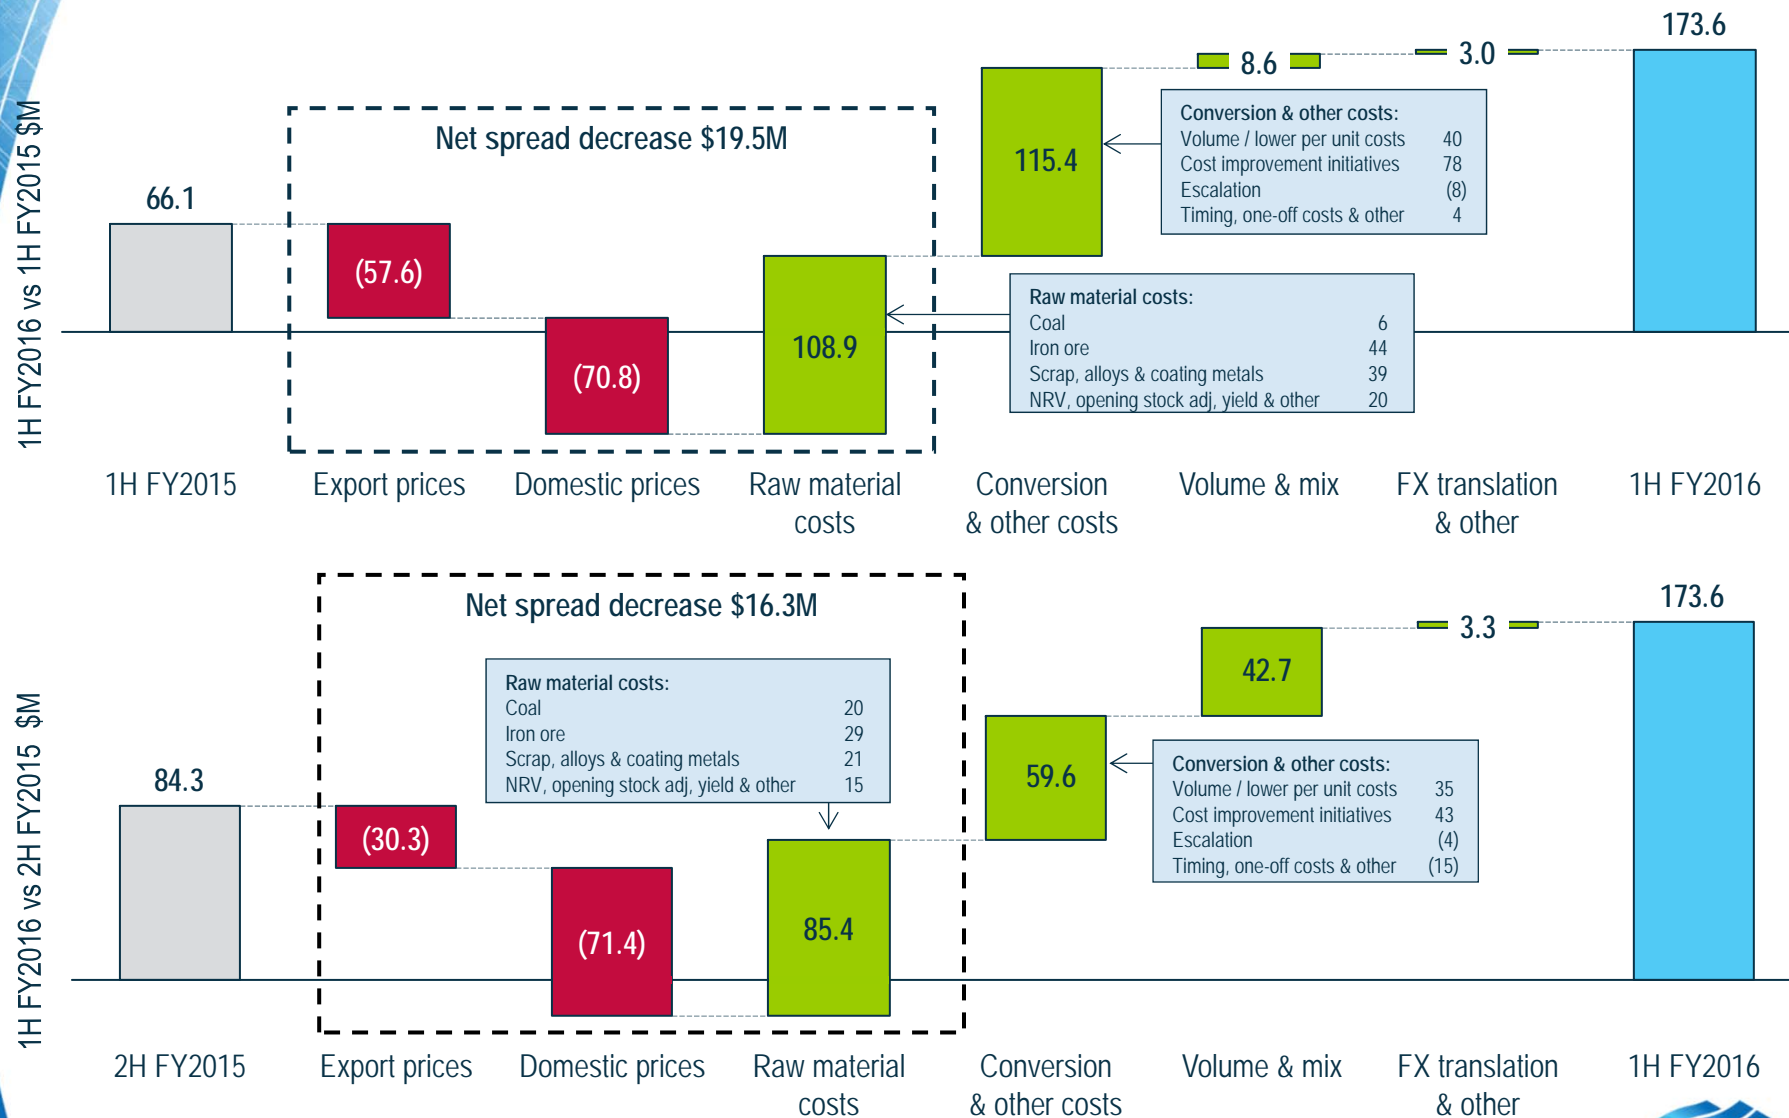 1H FY2016 vs 1H FY2015 $M
173.6
8.6
3.0
Net spread decrease $19.5M
66.1
(57.6)
(70.8)
108.9
115.4
Conversion & other costs:
Volume / lower per unit costs 40
Cost improvement initiatives 78
Escalation (8)
Timing, one-off costs & other 4
Raw material costs:
Coal 6
Iron ore 44
Scrap, alloys & coating metals 39
NRV, opening stock adj, yield & other 20
1H FY2015
Export prices
Domestic prices
Raw material
costs
Conversion
& other costs
Volume & mix
FX translation
& other
1H FY2016
1H FY2016 vs 2H FY2015 $M
Net spread decrease $16.3M
173.6
3.3
42.7
Raw material costs:
Coal 20
Iron ore 29
Scrap, alloys & coating metals 21
NRV, opening stock adj, yield & other 15
84.3
(30.3)
(71.4)
85.4
59.6
Conversion & other costs:
Volume / lower per unit costs 35
Cost improvement initiatives 43
Escalation (4)
Timing, one-off costs & other (15)
2H FY2015
Export prices
Domestic prices
Raw material
costs
Conversion
& other costs
Volume & mix
FX translation
& other
1H FY2016